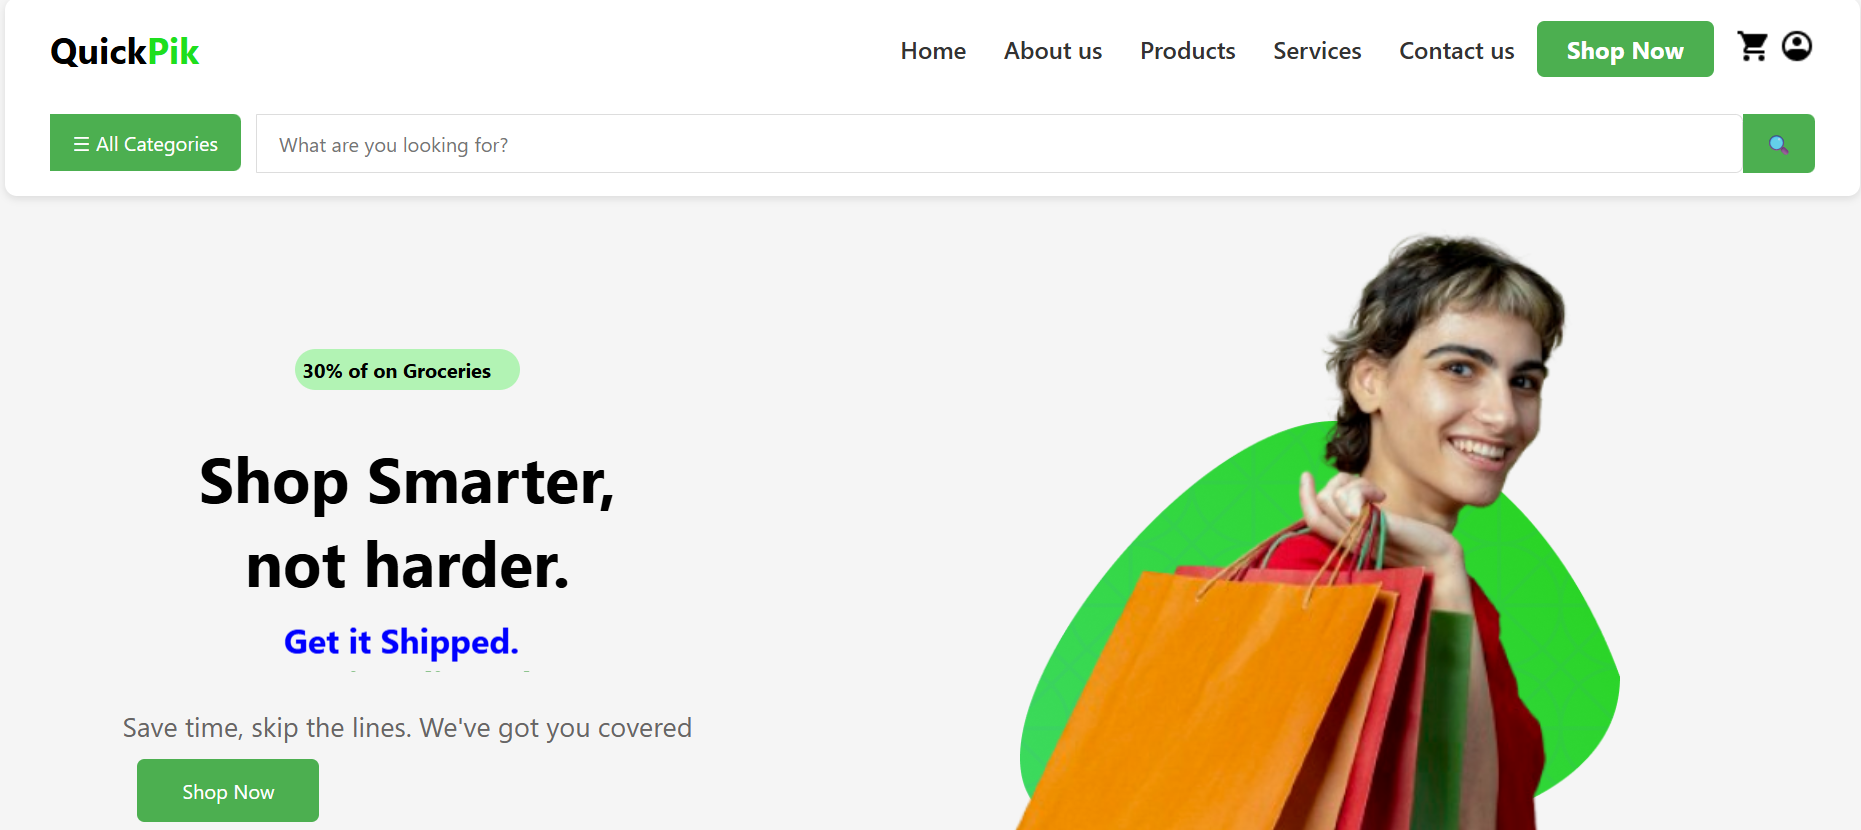 QuickPik
Home About us Products Services Contact us Shop Now
☰ All Categories What are you looking for?
30% of on Groceries
Shop Smarter,
not harder.
Get it Shipped.
Save time, skip the lines. We've got you covered
Shop Now